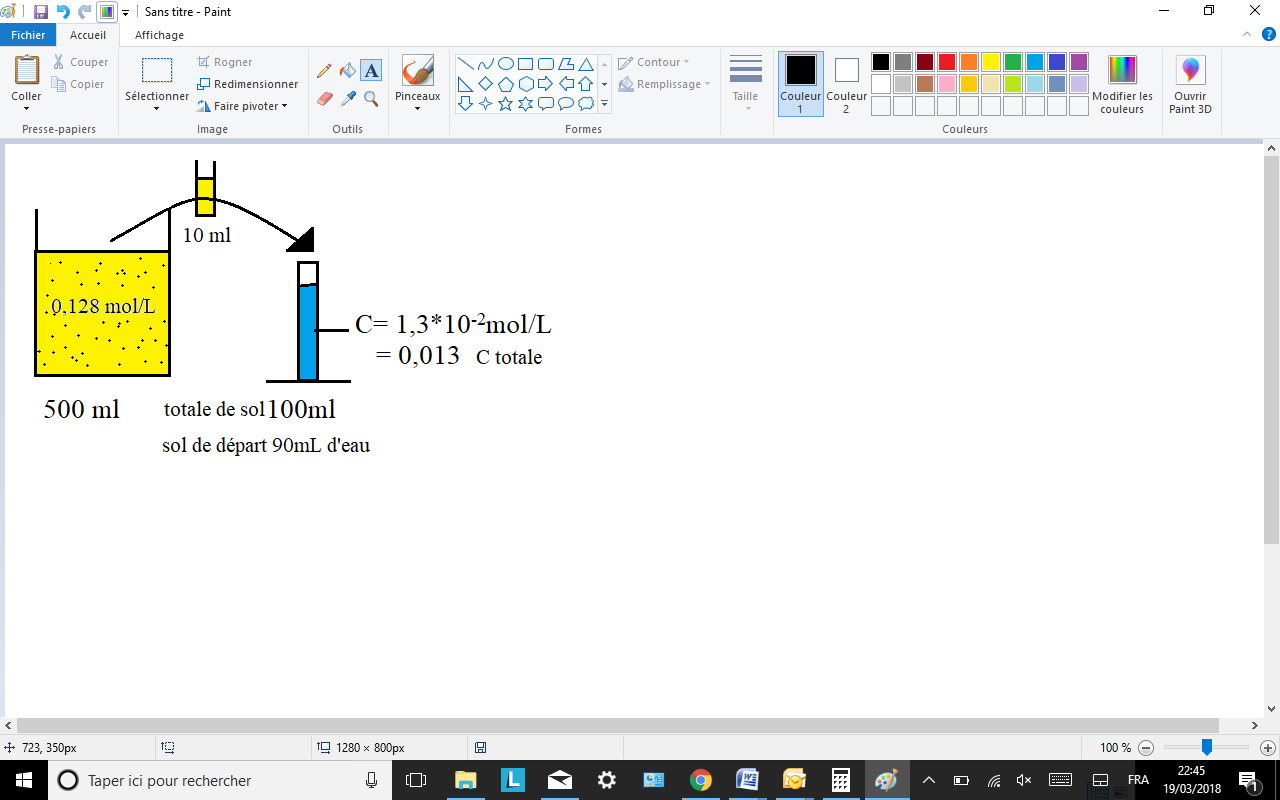 Sans titre - Paint
Fichier Accueil Affichage
Coller
Couper
Copier
Presse-papiers
Sélectionner
Rogner
Redimensionner
Faire pivoter
Image
A
Outils
Pinceaux
Contour
Remplissage
Formes
Taille
Couleur 1
Couleur 2
Couleurs
Modifier les couleurs
Ouvrir Paint 3D
10 ml
0,128 mol/L
C= 1,3*10-2mol/L
= 0,013 C totale
500 ml
totale de sol 100ml
sol de départ 90mL d'eau
723, 350px
1280 × 800px
100 %
Taper ici pour rechercher
L
FRA
22:45
19/03/2018
1